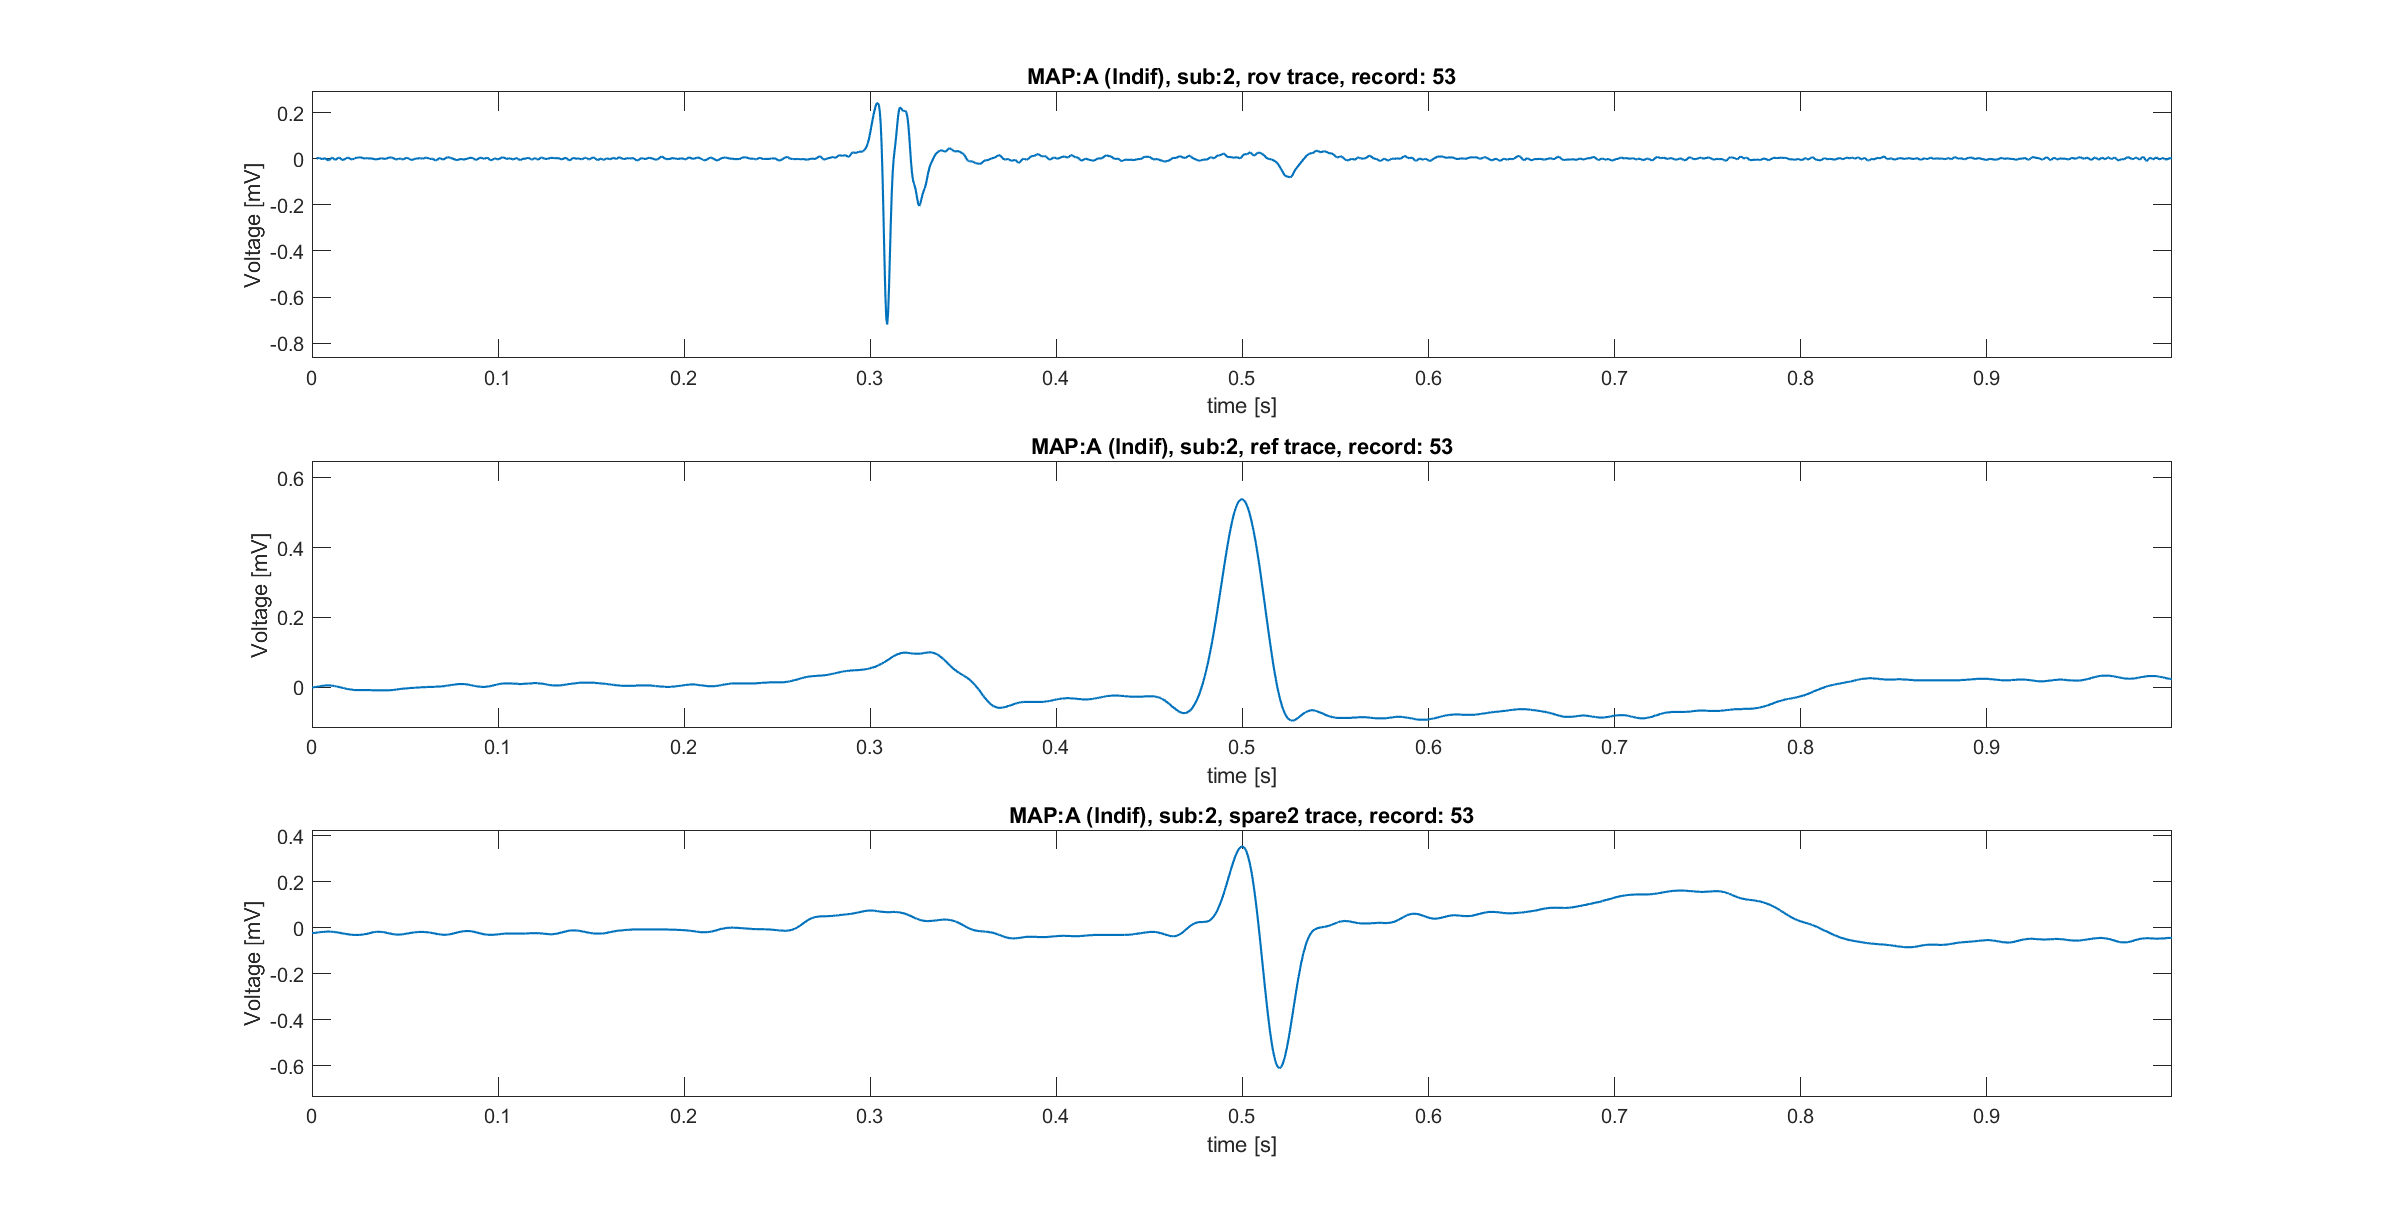 MAP:A (Indif), sub:2, rov trace, record: 53
Voltage [mV]
0.2
0
-0.2
-0.4
-0.6
-0.8
0 0.1 0.2 0.3 0.4 0.5 0.6 0.7 0.8 0.9
time [s]
MAP:A (Indif), sub:2, ref trace, record: 53
Voltage [mV]
0.6
0.4
0.2
0
0 0.1 0.2 0.3 0.4 0.5 0.6 0.7 0.8 0.9
time [s]
MAP:A (Indif), sub:2, spare2 trace, record: 53
Voltage [mV]
0.4
0.2
0
-0.2
-0.4
-0.6
0 0.1 0.2 0.3 0.4 0.5 0.6 0.7 0.8 0.9
time [s]